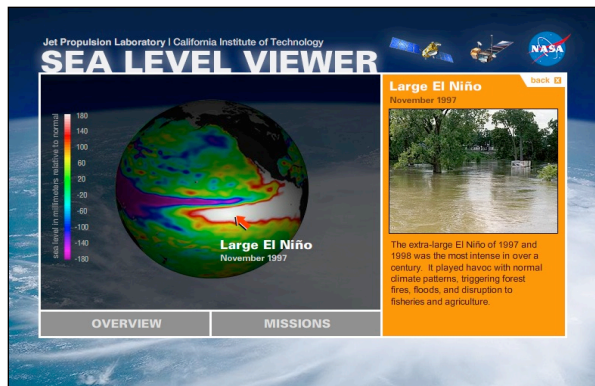 Jet Propulsion Laboratory | California Institute of Technology
SEA LEVEL VIEWER
NASA
back X
Large El Niño
November 1997
sea level in millimeters relative to normal
180
140
100
60
20
-20
-60
-100
-140
-180
Large El Niño
November 1997
The extra-large El Niño of 1997 and
1998 was the most intense in over a
century. It played havoc with normal
climate patterns, triggering forest
fires, floods, and disruption to
fisheries and agriculture.
OVERVIEW
MISSIONS